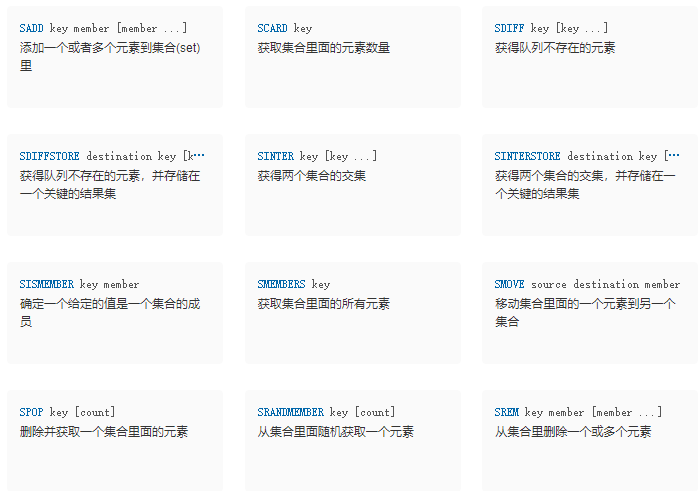 SADD key member [member ...]
添加一个或者多个元素到集合(set)
里
SCARD key
获取集合里面的元素数量
SDIFF key [key ...]
获得队列不存在的元素
SDIFFSTORE destination key [k···
获得队列不存在的元素，并存储在
一个关键的结果集
SINTER key [key ...]
获得两个集合的交集
SINTERSTORE destination key [···
获得两个集合的交集，并存储在一
个关键的结果集
SISMEMBER key member
确定一个给定的值是一个集合的成
员
SMEMBERS key
获取集合里面的所有元素
SMOVE source destination member
移动集合里面的一个元素到另一个
集合
SPOP key [count]
删除并获取一个集合里面的元素
SRANDMEMBER key [count]
从集合里面随机获取一个元素
SREM key member [member ...]
从集合里删除一个或多个元素